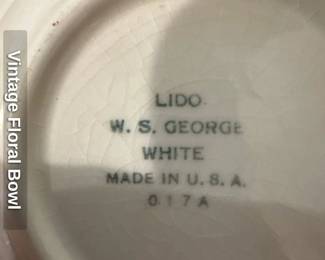 Vintage Floral Bowl
LIDO
W. S. GEORGE
WHITE
MADE IN U. S. A.
017A